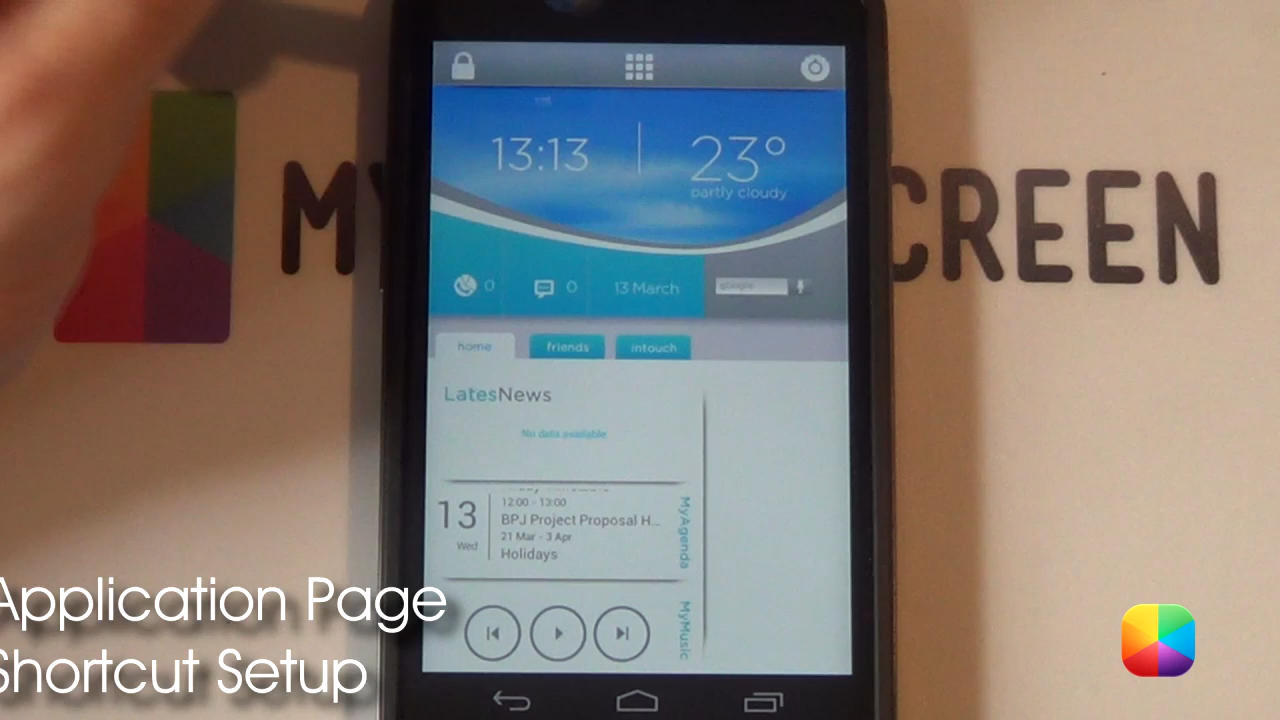 MY
CREEN
13:13
23°
partly cloudy
0
0
13 March
google
home
friends
intouch
LatesNews
No data available
13
Wed
12:00 - 13:00
BPJ Project Proposal H...
21 Mar - 3 Apr
Holidays
MyAgenda
MyMusic
Application Page
Shortcut Setup